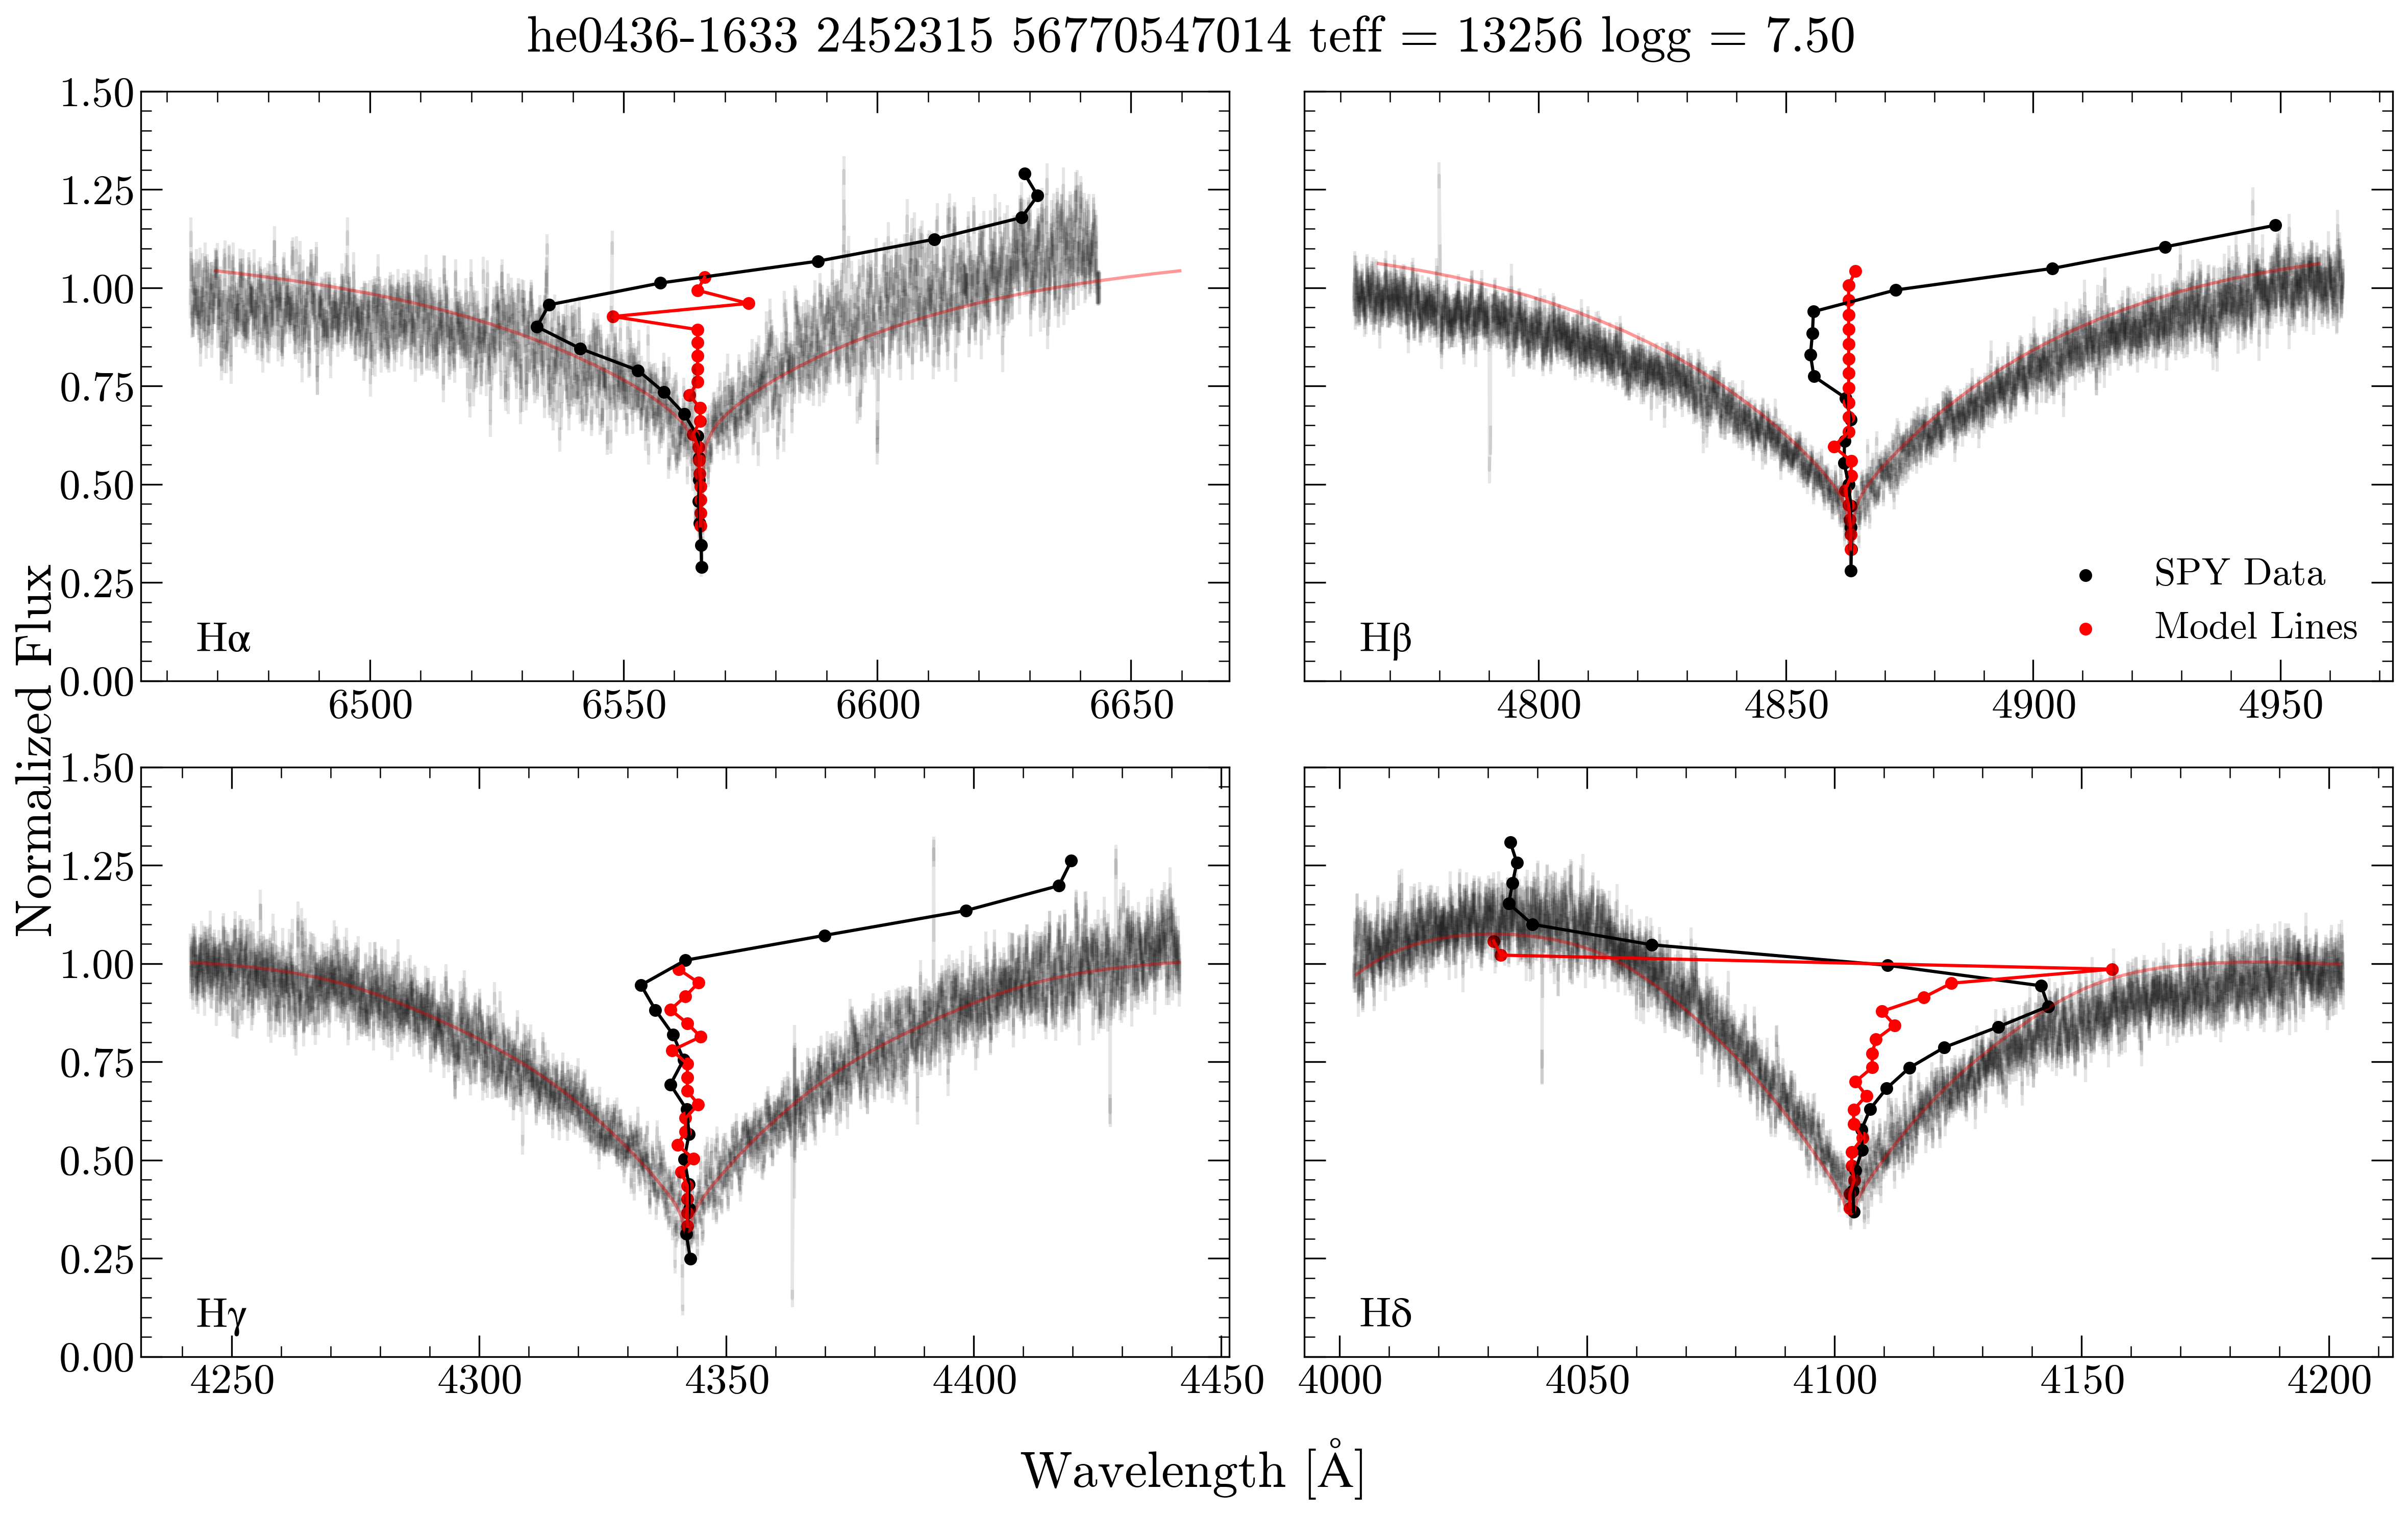 he0436-1633 2452315 56770547014 teff = 13256 logg = 7.50
1.50
1.25
1.00
0.75
0.50
0.25
0.00
Hα
6500 6550 6600 6650
Hβ
SPY Data
Model Lines
4800 4850 4900 4950
Normalized Flux
1.50
1.25
1.00
0.75
0.50
0.25
0.00
Hγ
4250 4300 4350 4400 4450
Hδ
4000 4050 4100 4150 4200
Wavelength [Å]